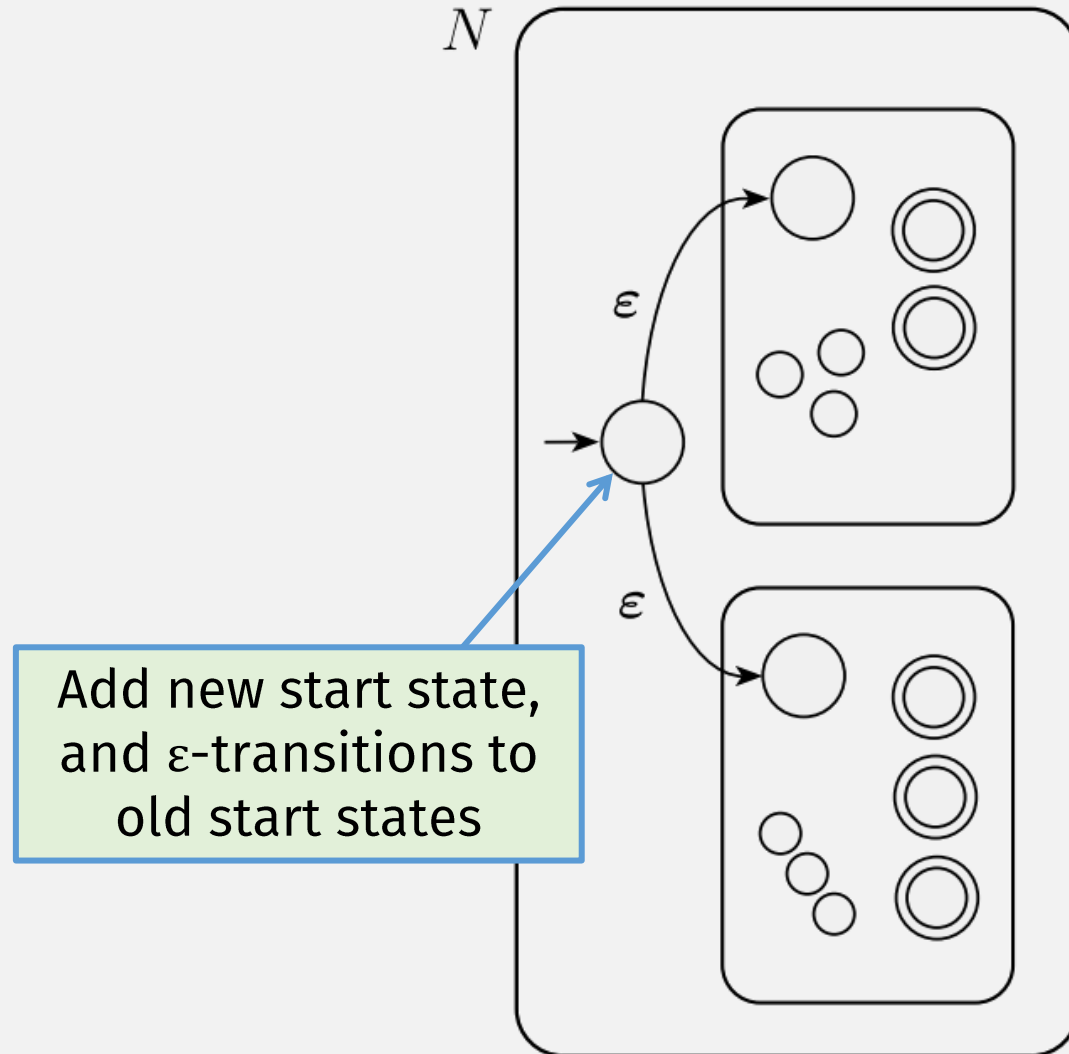 N
ε
ε
Add new start state,
and ε-transitions to
old start states